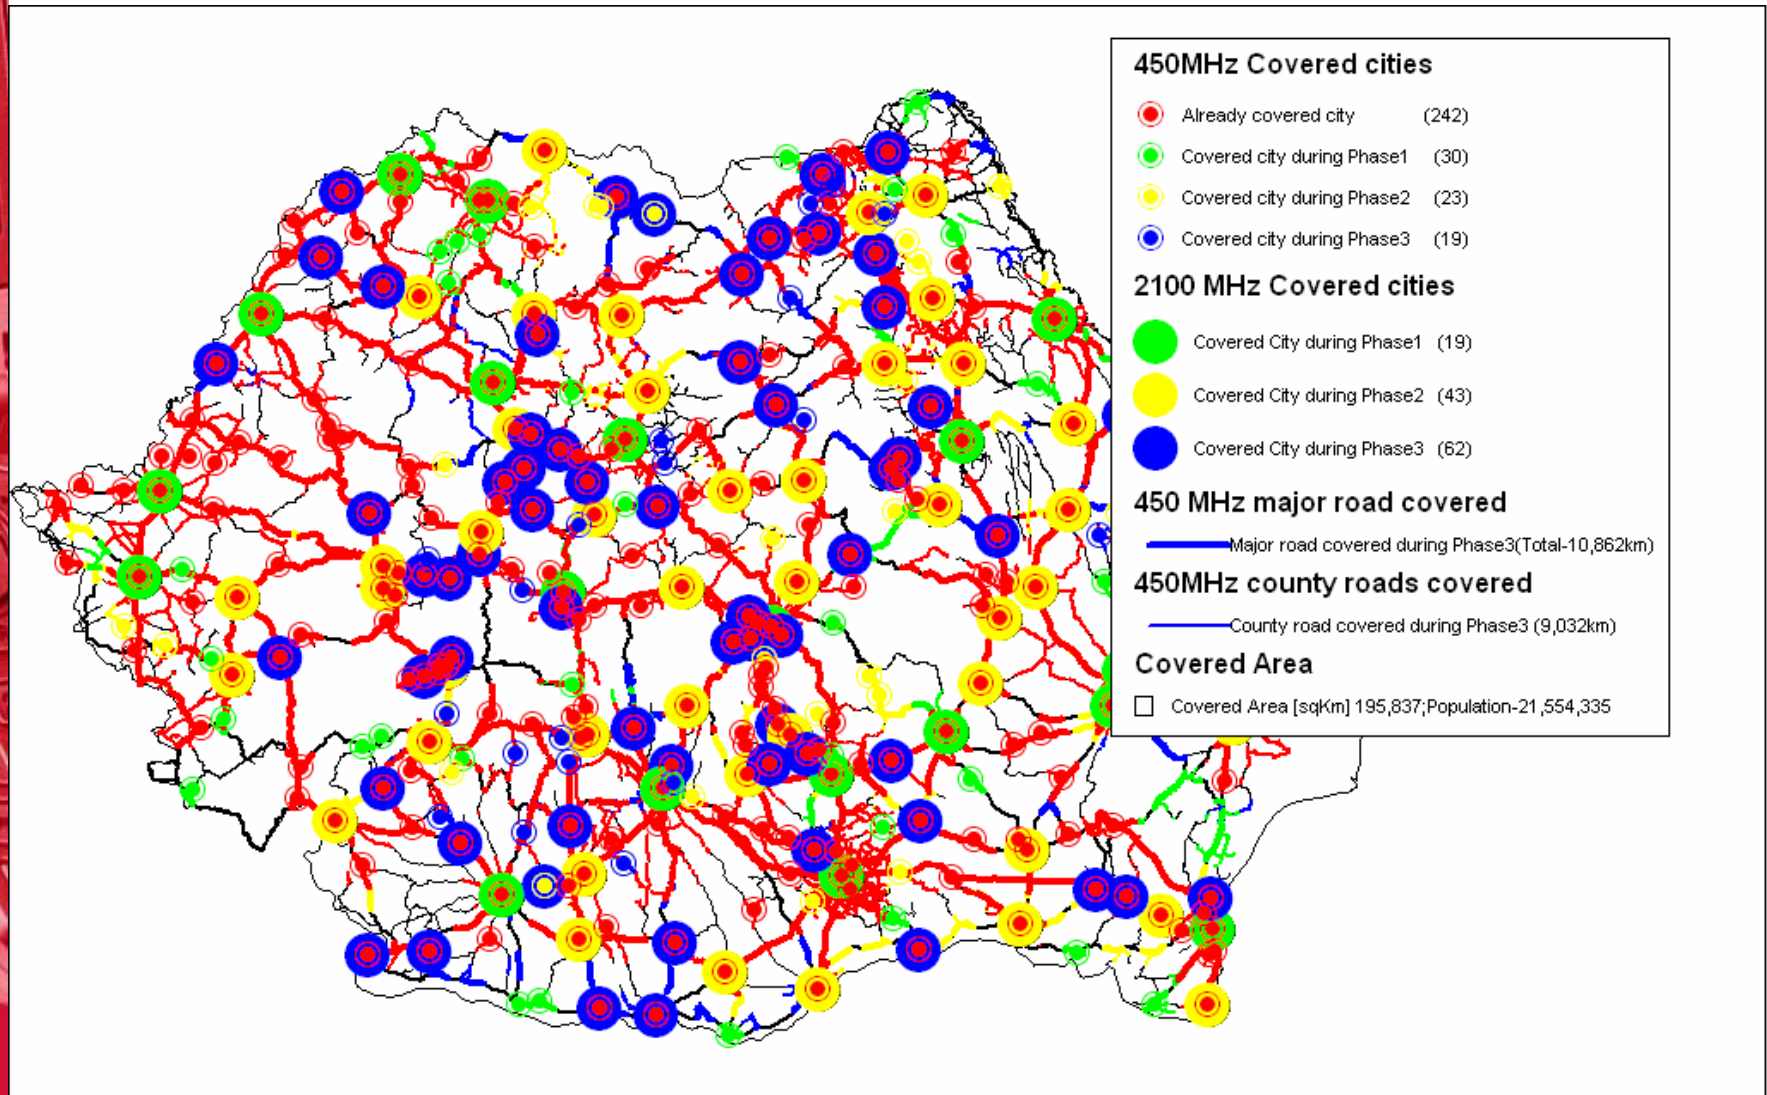 450MHz Covered cities
Already covered city (242)
Covered city during Phase1 (30)
Covered city during Phase2 (23)
Covered city during Phase3 (19)
2100 MHz Covered cities
Covered City during Phase1 (19)
Covered City during Phase2 (43)
Covered City during Phase3 (62)
450 MHz major road covered
Major road covered during Phase3(Total-10,862km)
450MHz county roads covered
County road covered during Phase3 (9,032km)
Covered Area
Covered Area [sqKm] 195,837;Population-21,554,335